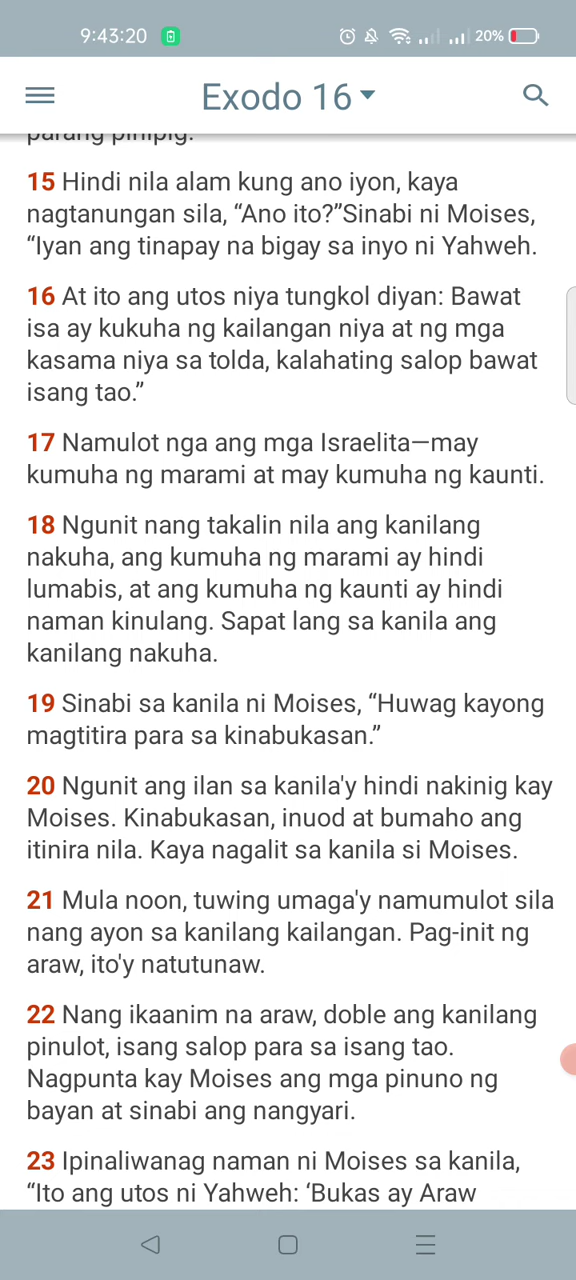 9:43:20
20%
Exodo 16
parang pinipig.
15 Hindi nila alam kung ano iyon, kaya
nagtanungan sila, “Ano ito?”Sinabi ni Moises,
“Iyan ang tinapay na bigay sa inyo ni Yahweh.
16 At ito ang utos niya tungkol diyan: Bawat
isa ay kukuha ng kailangan niya at ng mga
kasama niya sa tolda, kalahating salop bawat
isang tao.”
17 Namulot nga ang mga Israelita—may
kumuha ng marami at may kumuha ng kaunti.
18 Ngunit nang takalin nila ang kanilang
nakuha, ang kumuha ng marami ay hindi
lumabis, at ang kumuha ng kaunti ay hindi
naman kinulang. Sapat lang sa kanila ang
kanilang nakuha.
19 Sinabi sa kanila ni Moises, “Huwag kayong
magtitira para sa kinabukasan.”
20 Ngunit ang ilan sa kanila'y hindi nakinig kay
Moises. Kinabukasan, inuod at bumaho ang
itinira nila. Kaya nagalit sa kanila si Moises.
21 Mula noon, tuwing umaga'y namumulot sila
nang ayon sa kanilang kailangan. Pag-init ng
araw, ito'y natutunaw.
22 Nang ikaanim na araw, doble ang kanilang
pinulot, isang salop para sa isang tao.
Nagpunta kay Moises ang mga pinuno ng
bayan at sinabi ang nangyari.
23 Ipinaliwanag naman ni Moises sa kanila,
“Ito ang utos ni Yahweh: ‘Bukas ay Araw